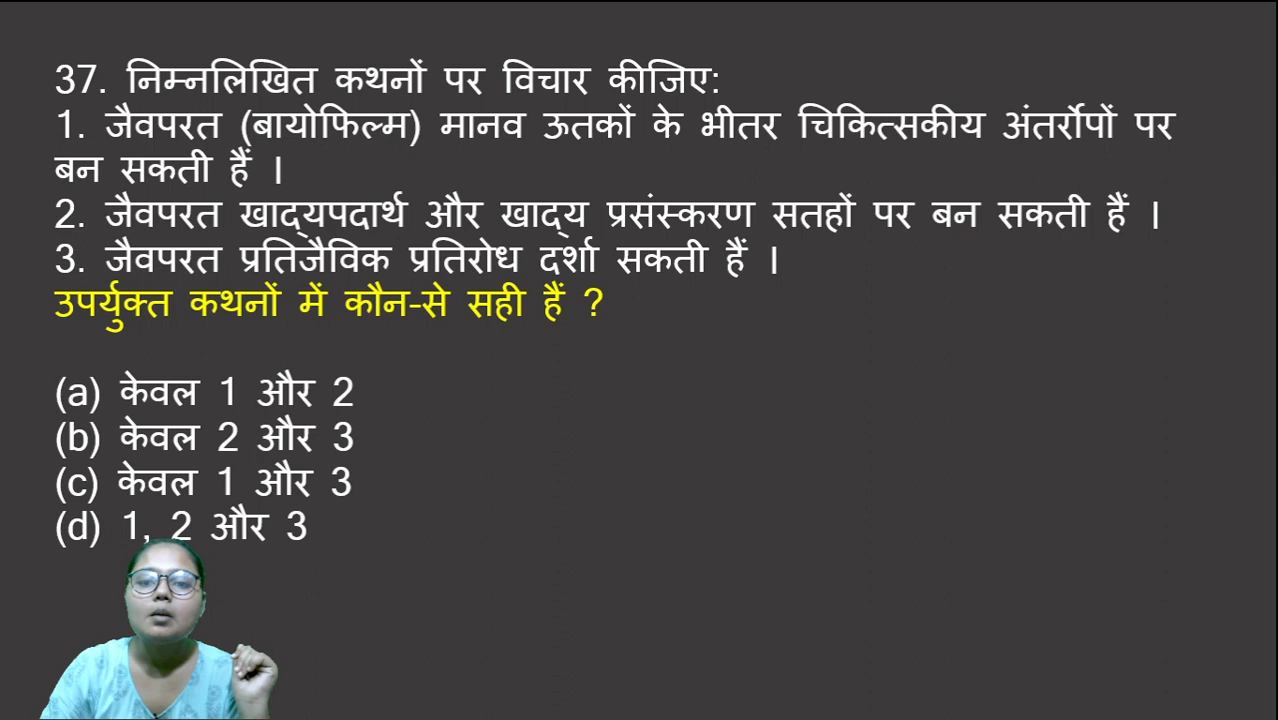 37. निम्नलिखित कथनों पर विचार कीजिए:
1. जैवपरत (बायोफिल्म) मानव ऊतकों के भीतर चिकित्सकीय अंतर्रोपों पर
बन सकती हैं ।
2. जैवपरत खाद्यपदार्थ और खाद्य प्रसंस्करण सतहों पर बन सकती हैं ।
3. जैवपरत प्रतिजैविक प्रतिरोध दर्शा सकती हैं ।
उपर्युक्त कथनों में कौन-से सही हैं ?
(a) केवल 1 और 2
(b) केवल 2 और 3
(c) केवल 1 और 3
(d) 1, 2 और 3